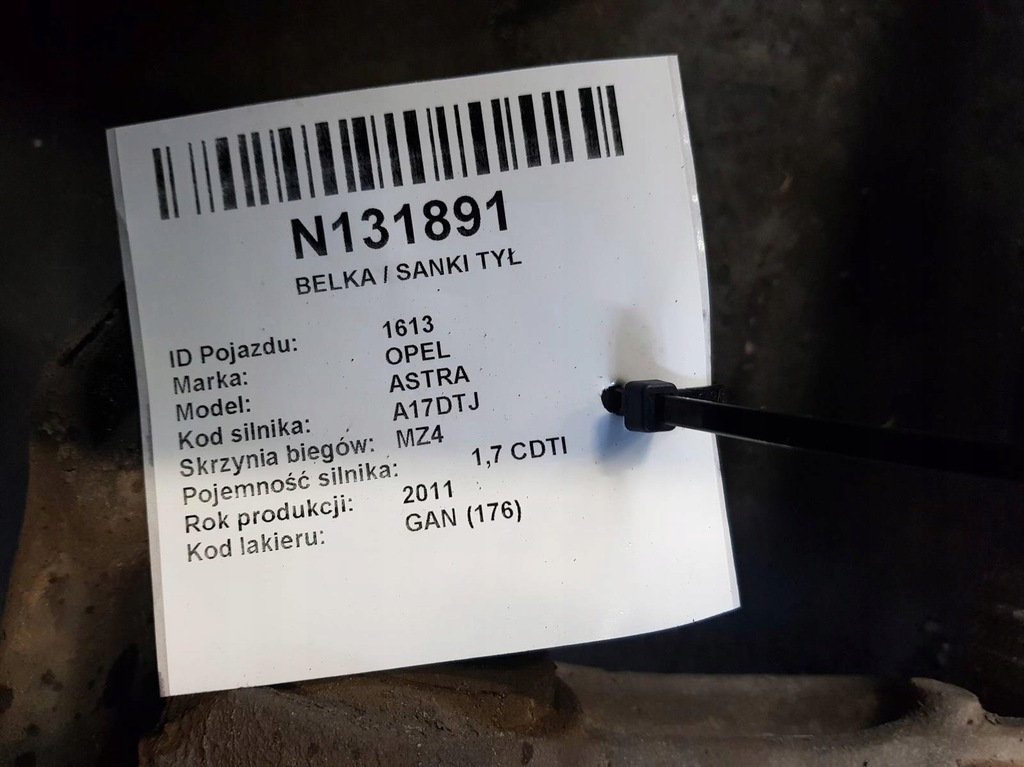 N131891
BELKA / SANKI TYŁ
ID Pojazdu: 1613
Marka: OPEL
Model: ASTRA
Kod silnika: A17DTJ
Skrzynia biegów: MZ4
Pojemność silnika: 1,7 CDTI
Rok produkcji: 2011
Kod lakieru: GAN (176)